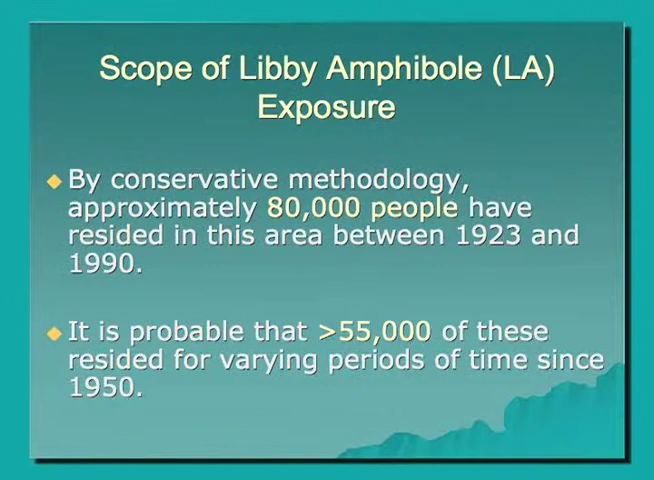 Scope of Libby Amphibole (LA)
Exposure
By conservative methodology,
approximately 80,000 people have
resided in this area between 1923 and
1990.
It is probable that >55,000 of these
resided for varying periods of time since
1950.